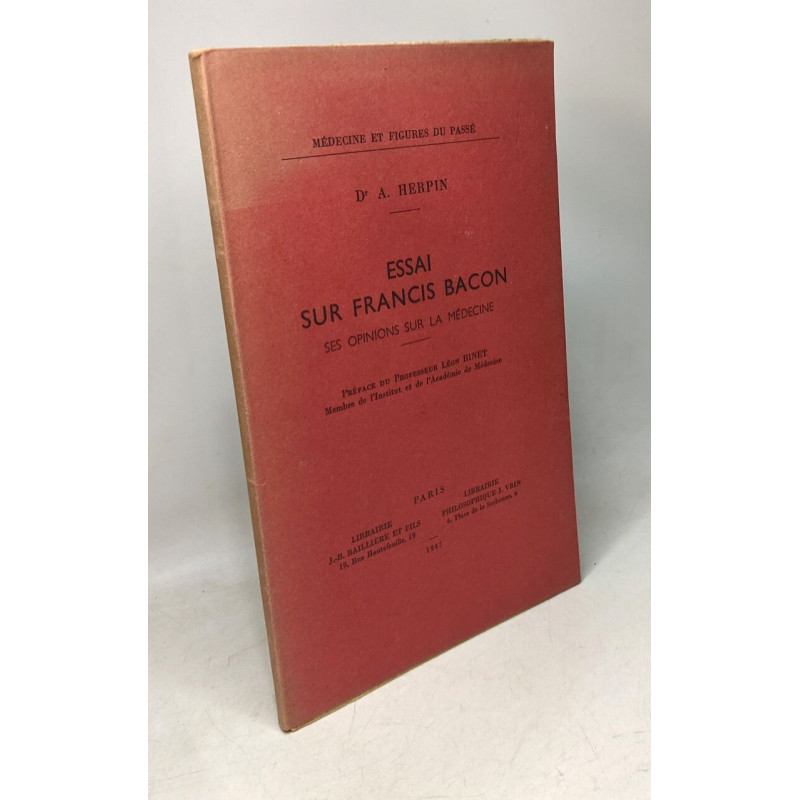 MÉDECINE ET FIGURES DU PASSÉ
Dr A. HERPIN
ESSAI
SUR FRANCIS BACON
SES OPINIONS SUR LA MÉDECINE
PRÉFACE DU PROFESSEUR LÉON BINET
Membre de l'Institut et de l'Académie de Médecine
PARIS
LIBRAIRIE
J.-B. BAILLIÈRE ET FILS
19, Rue Hautefeuille, 19
LIBRAIRIE
PHILOSOPHIQUE J. VRIN
6, Place de la Sorbonne, 6
1947